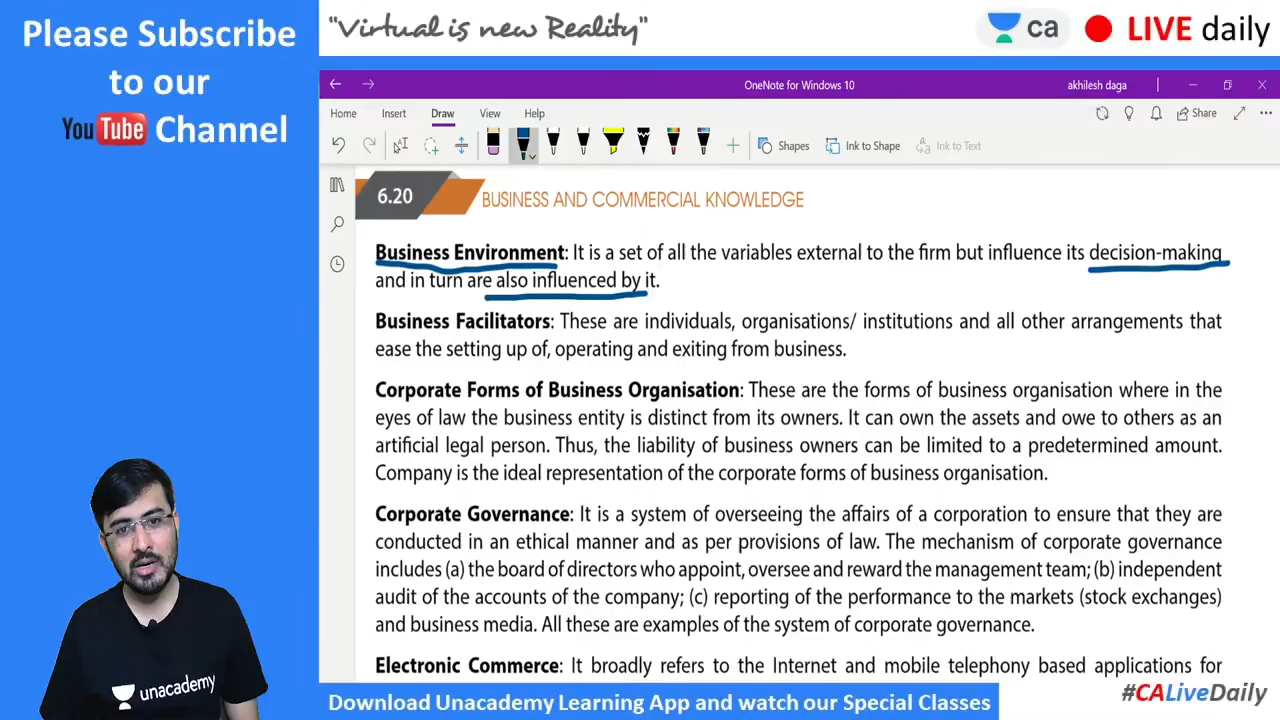 Please Subscribe
to our
YouTube Channel
"Virtual is new Reality"
ca
LIVE daily
OneNote for Windows 10
akhilesh daga
Home Insert Draw View Help
Share
Shapes Ink to Shape Ink to Text
6.20
BUSINESS AND COMMERCIAL KNOWLEDGE
Business Environment: It is a set of all the variables external to the firm but influence its decision-making
and in turn are also influenced by it.
Business Facilitators: These are individuals, organisations/ institutions and all other arrangements that
ease the setting up of, operating and exiting from business.
Corporate Forms of Business Organisation: These are the forms of business organisation where in the
eyes of law the business entity is distinct from its owners. It can own the assets and owe to others as an
artificial legal person. Thus, the liability of business owners can be limited to a predetermined amount.
Company is the ideal representation of the corporate forms of business organisation.
Corporate Governance: It is a system of overseeing the affairs of a corporation to ensure that they are
conducted in an ethical manner and as per provisions of law. The mechanism of corporate governance
includes (a) the board of directors who appoint, oversee and reward the management team; (b) independent
audit of the accounts of the company; (c) reporting of the performance to the markets (stock exchanges)
and business media. All these are examples of the system of corporate governance.
Electronic Commerce: It broadly refers to the Internet and mobile telephony based applications for
unacademy
Download Unacademy Learning App and watch our Special Classes
#CALiveDaily